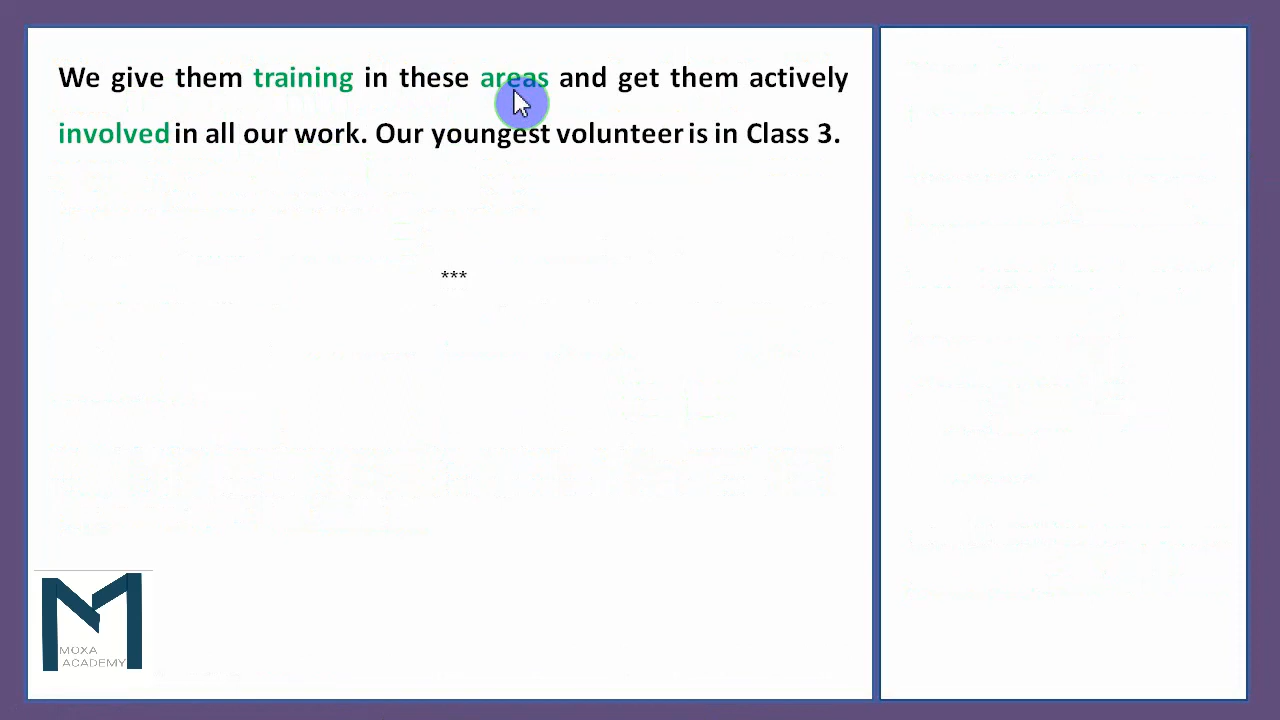 We give them training in these areas and get them actively
involved in all our work. Our youngest volunteer is in Class 3.
***
MOXA
ACADEMY